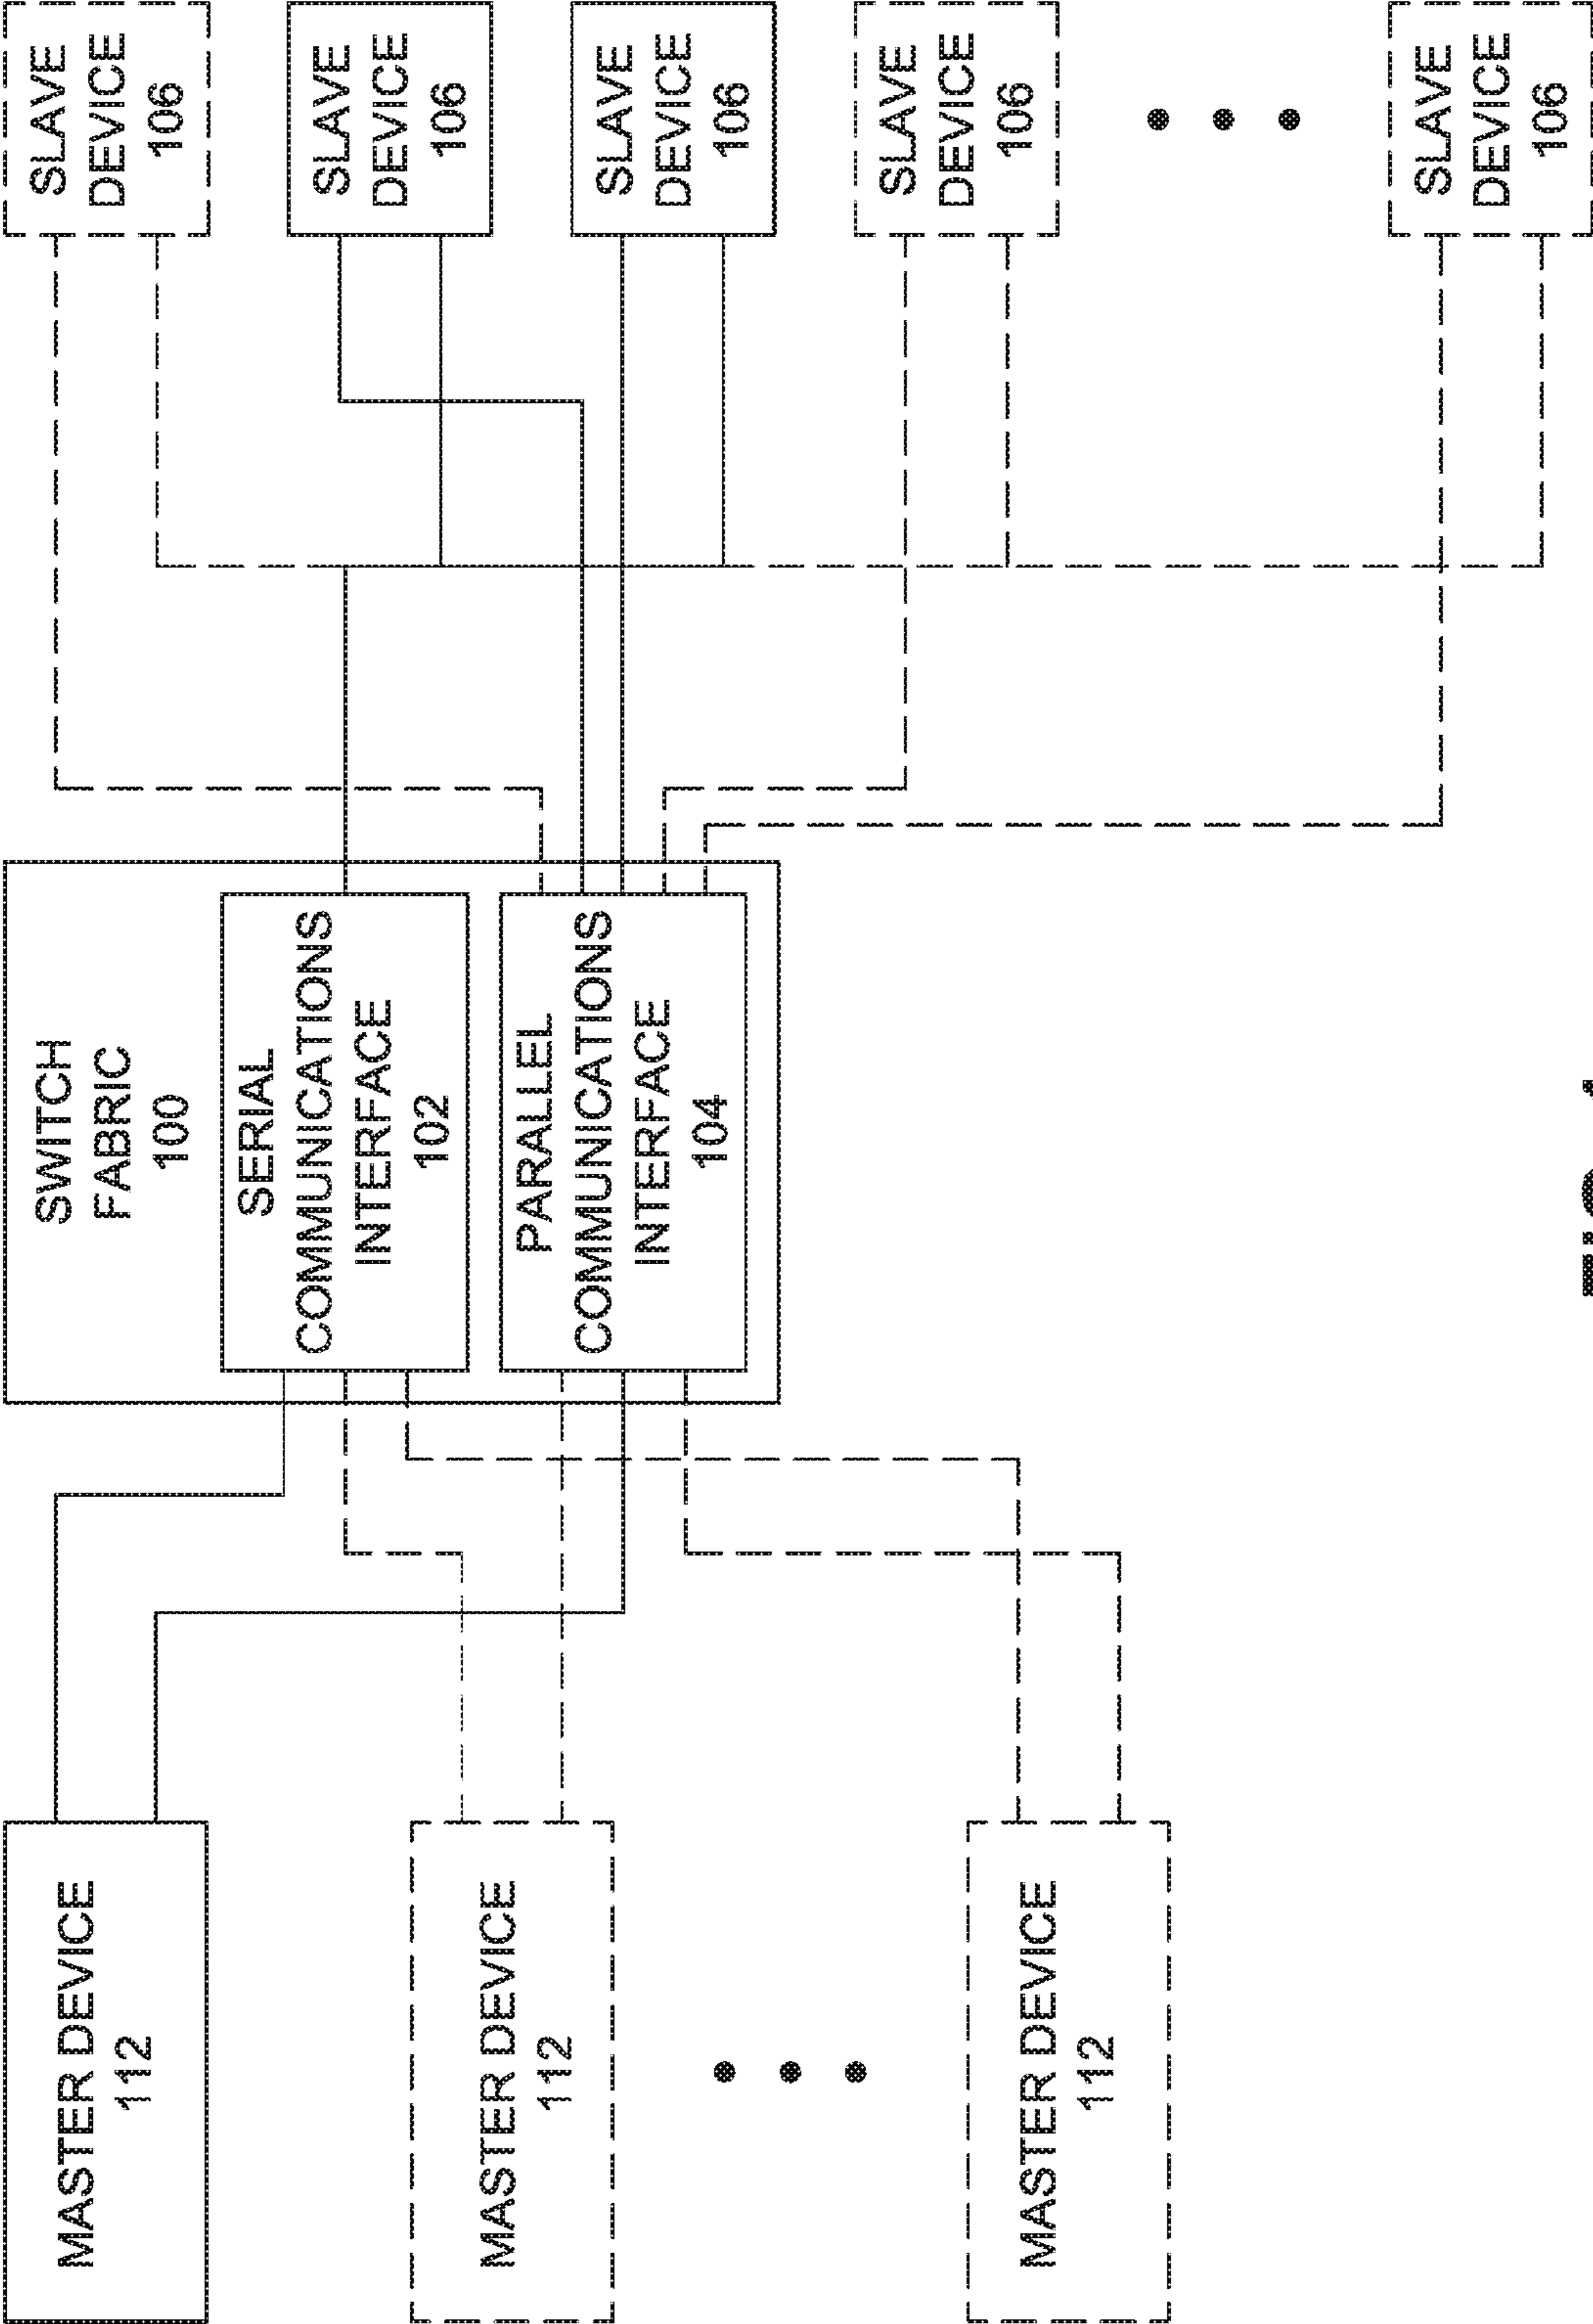 MASTER DEVICE
112
MASTER DEVICE
112
MASTER DEVICE
112
SWITCH
FABRIC
100
SERIAL
COMMUNICATIONS
INTERFACE
102
PARALLEL
COMMUNICATIONS
INTERFACE
104
SLAVE
DEVICE
106
SLAVE
DEVICE
106
SLAVE
DEVICE
106
SLAVE
DEVICE
106
SLAVE
DEVICE
106